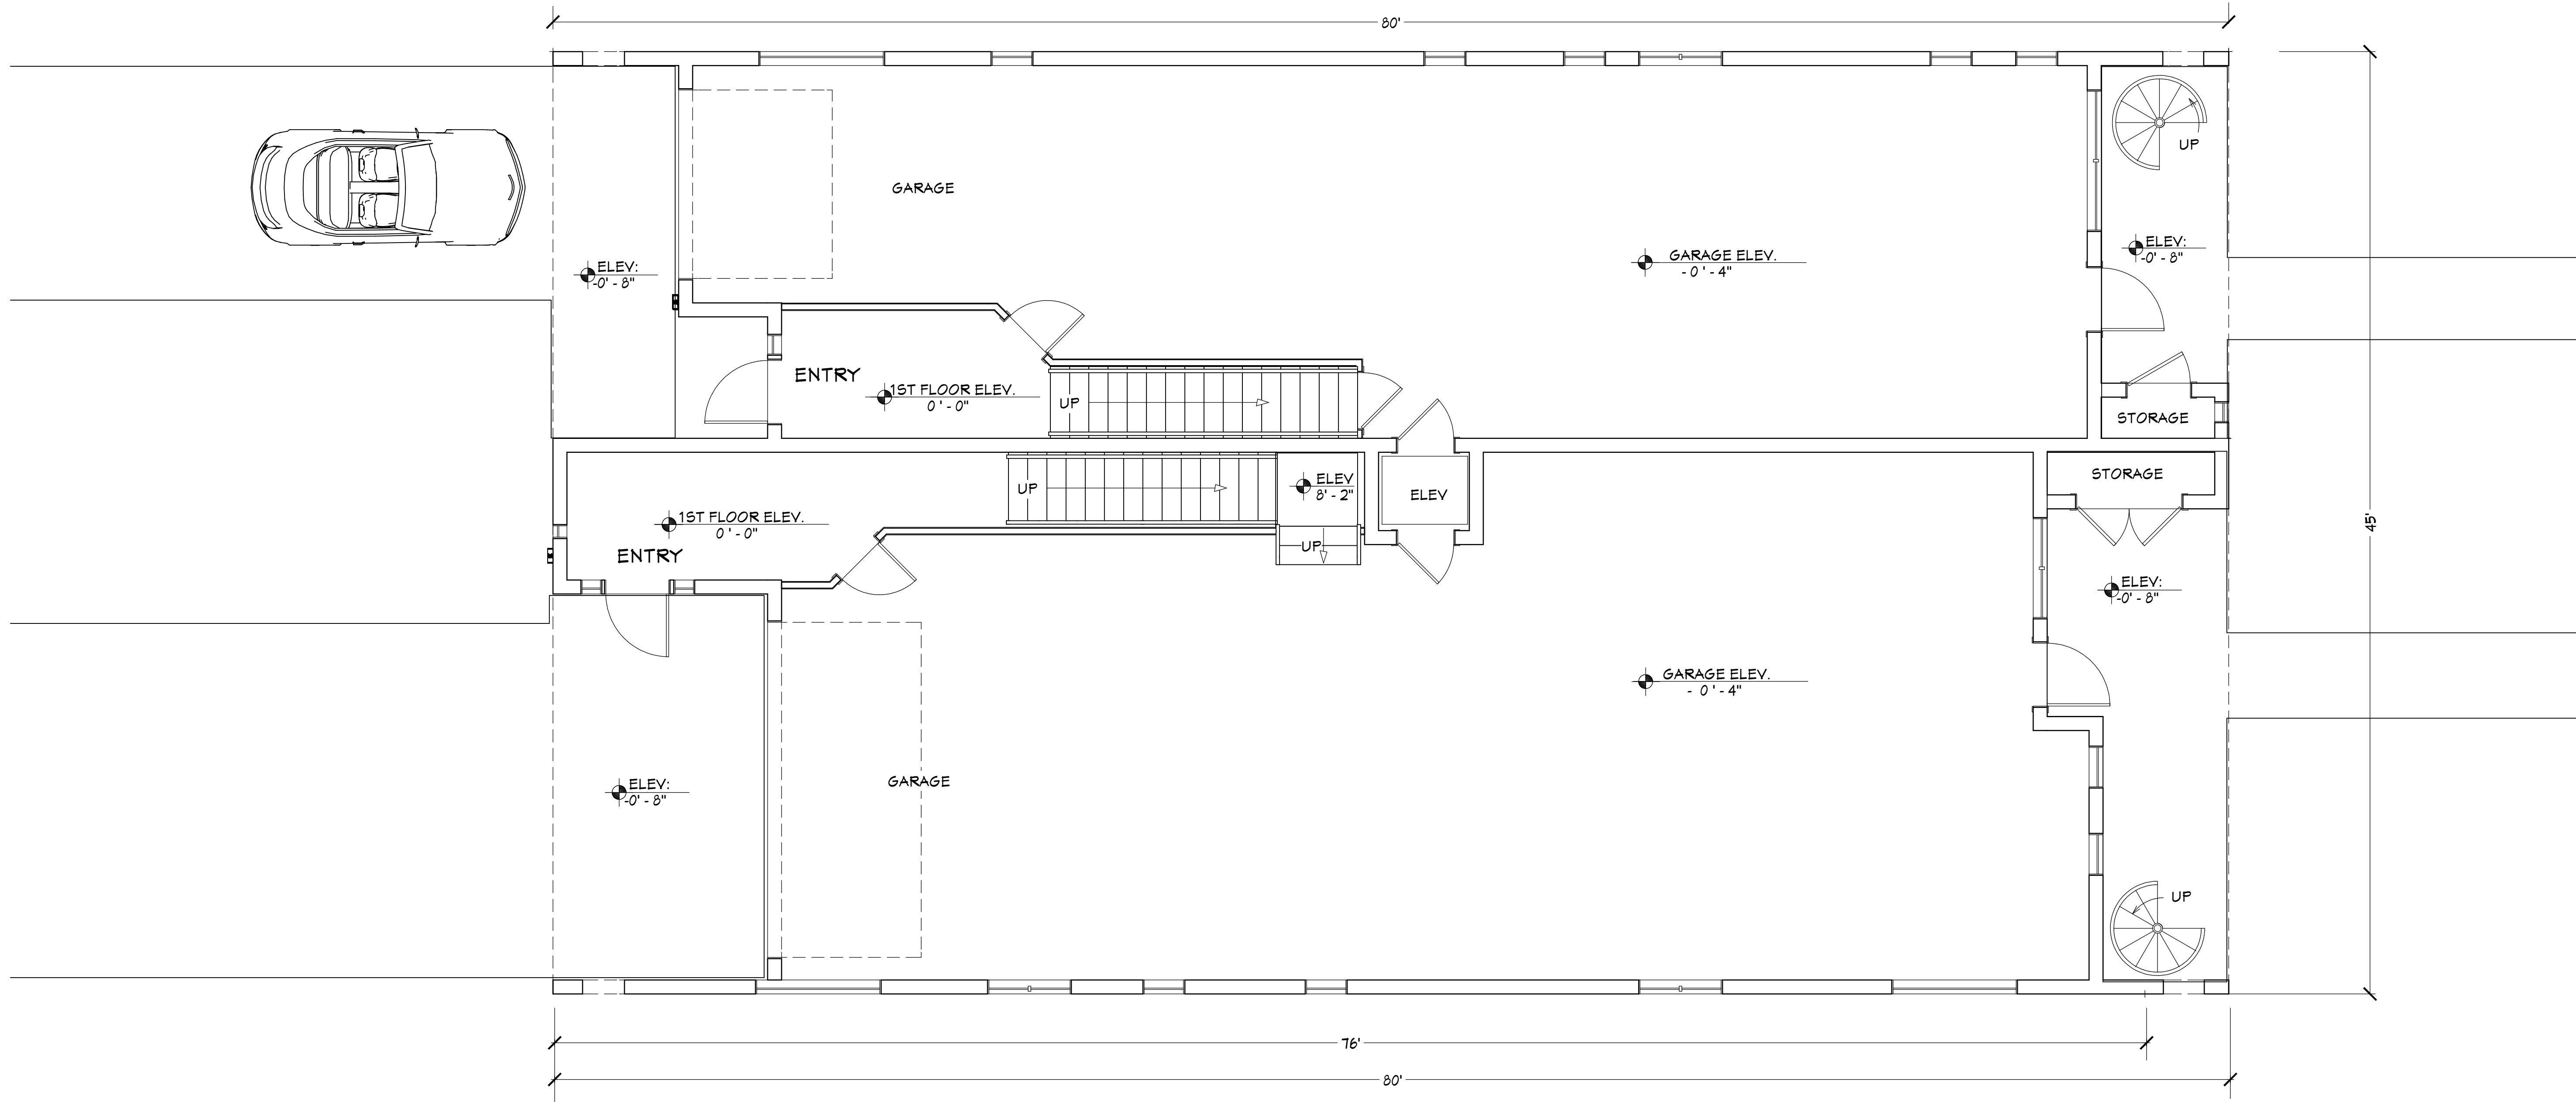 80'
UP
GARAGE
ELEV:
-0' - 8"
GARAGE ELEV.
- 0' - 4"
ELEV:
-0' - 8"
ENTRY
1ST FLOOR ELEV.
0' - 0"
UP
STORAGE
STORAGE
UP
ELEV
8' - 2"
ELEV
1ST FLOOR ELEV.
0' - 0"
45'
UP
ENTRY
ELEV:
-0' - 8"
GARAGE ELEV.
- 0' - 4"
GARAGE
ELEV:
-0' - 8"
UP
76'
80'